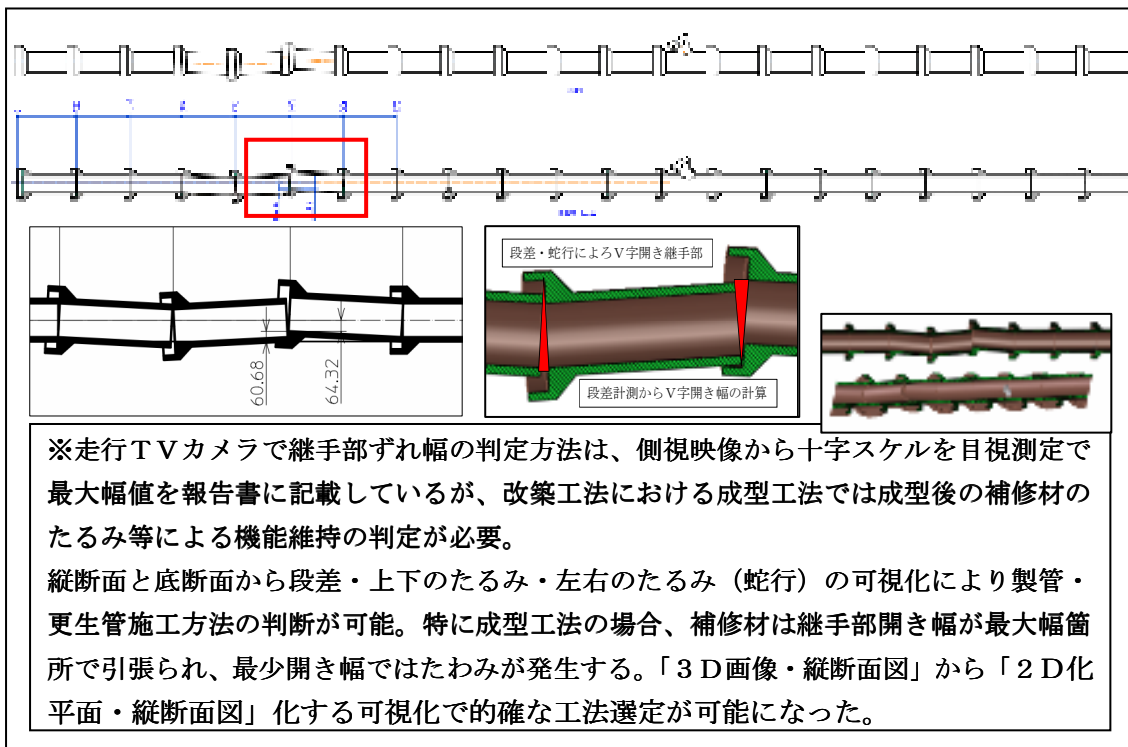 段差・蛇行によろV字開き継手部
段差計測からV字開き幅の計算
60.68
64.32
※走行TVカメラで継手部ずれ幅の判定方法は、側視映像から十字スケルを目視測定で
最大幅値を報告書に記載しているが、改築工法における成型工法では成型後の補修材の
たるみ等による機能維持の判定が必要。
縦断面と底断面から段差・上下のたるみ・左右のたるみ（蛇行）の可視化により製管・
更生管施工方法の判断が可能。特に成型工法の場合、補修材は継手部開き幅が最大幅箇
所で引張られ、最少開き幅ではたわみが発生する。「3D画像・縦断面図」から「2D化
平面・縦断面図」化する可視化で的確な工法選定が可能になった。